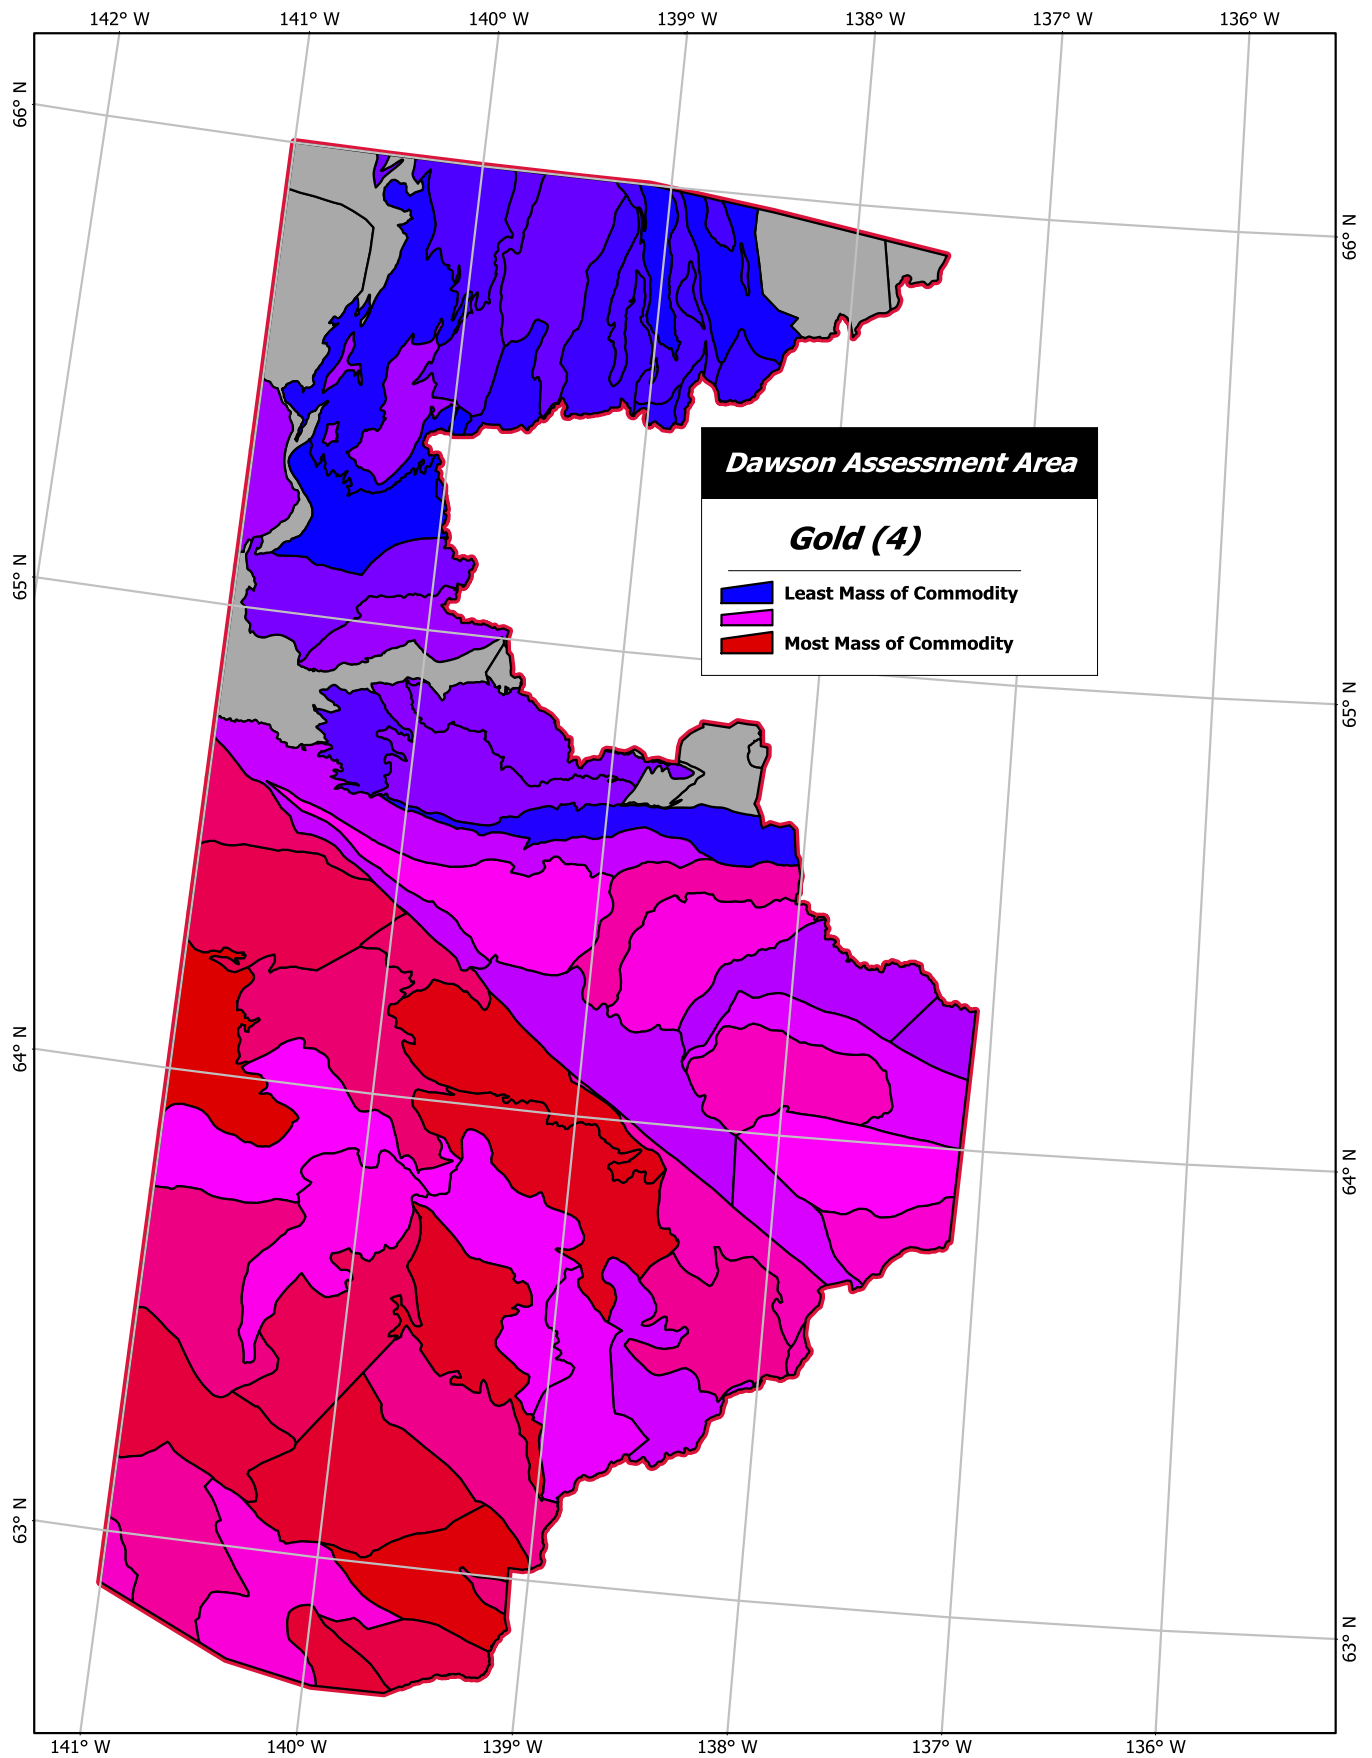 142° W 141° W 140° W 139° W 138° W 137° W 136° W
66° N
66° N
Dawson Assessment Area
Gold (4)
Least Mass of Commodity
Most Mass of Commodity
65° N
65° N
64° N
64° N
63° N
63° N
141° W 140° W 139° W 138° W 137° W 136° W